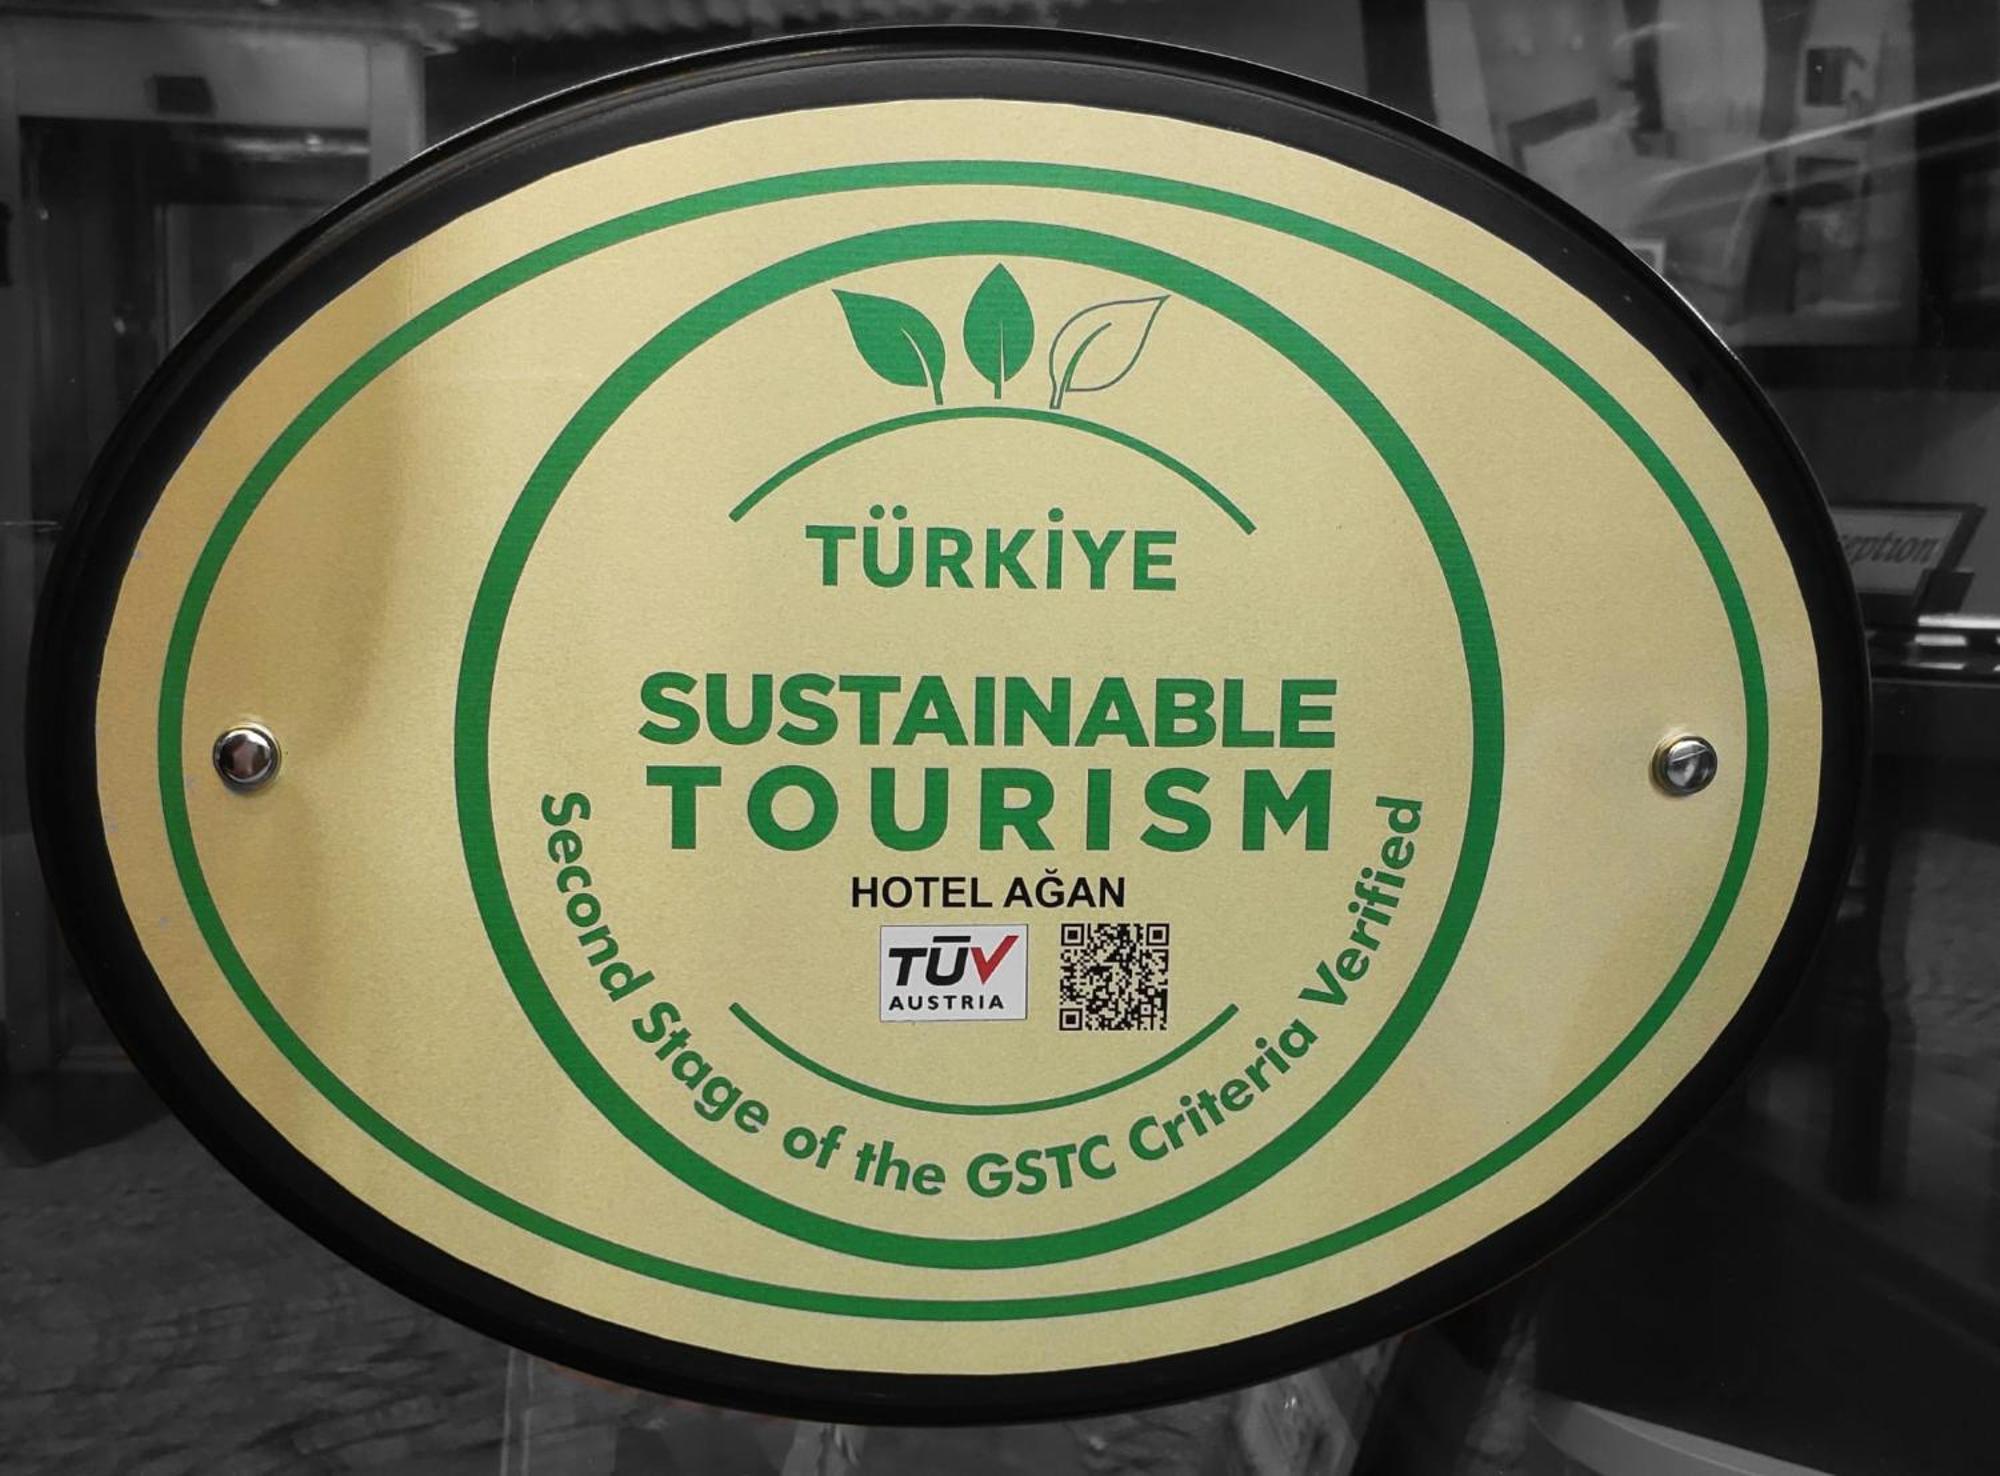 TÜRKİYE
SUSTAINABLE
TOURISM
HOTEL AĞAN
TÜV
AUSTRIA
Second Stage of the GSTC Criteria Verified